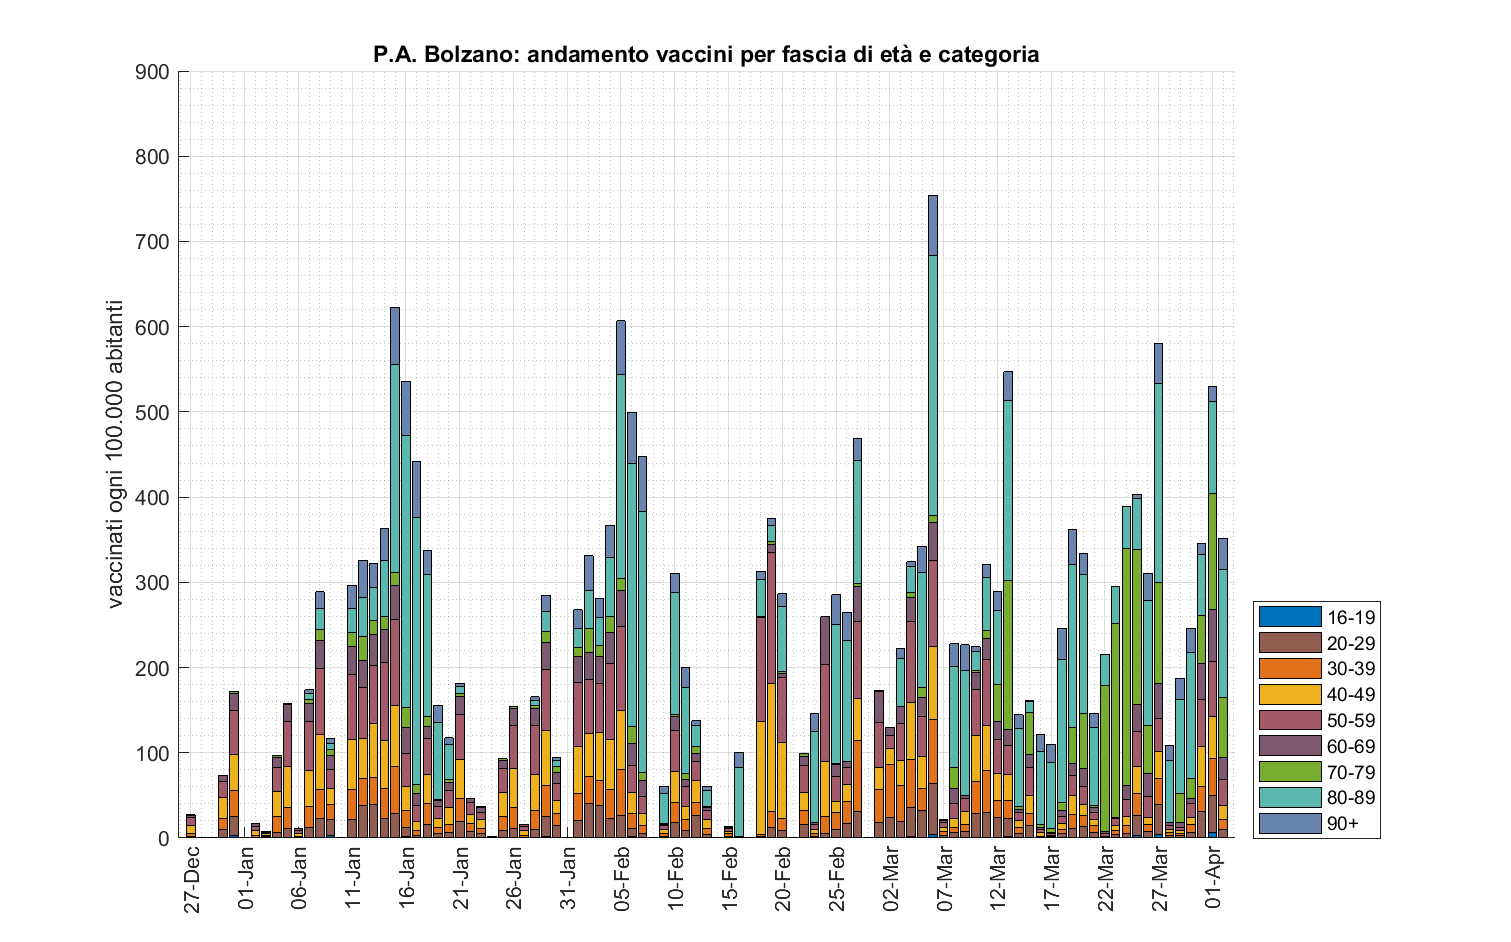 P.A. Bolzano: andamento vaccini per fascia di età e categoria
vaccinati ogni 100.000 abitanti
900
800
700
600
500
400
300
200
100
0
27-Dec
01-Jan
06-Jan
11-Jan
16-Jan
21-Jan
26-Jan
31-Jan
05-Feb
10-Feb
15-Feb
20-Feb
25-Feb
02-Mar
07-Mar
12-Mar
17-Mar
22-Mar
27-Mar
01-Apr
16-19
20-29
30-39
40-49
50-59
60-69
70-79
80-89
90+